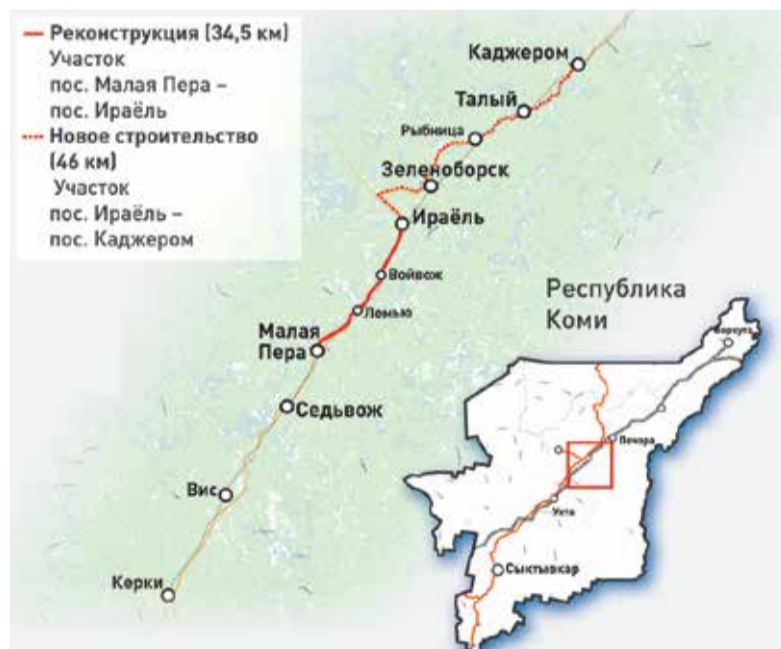 Реконструкция (34,5 км)
Участок
пос. Малая Пера –
пос. Ираёль
Новое строительство
(46 км)
Участок
пос. Ираёль –
пос. Каджером
Каджером
Талый
Рыбница
Зеленоборск
Ираёль
Войвож
Ломью
Малая
Пера
Седьвож
Вис
Керки
Республика
Коми
Воркута
Печора
Ухта
Сыктывкар